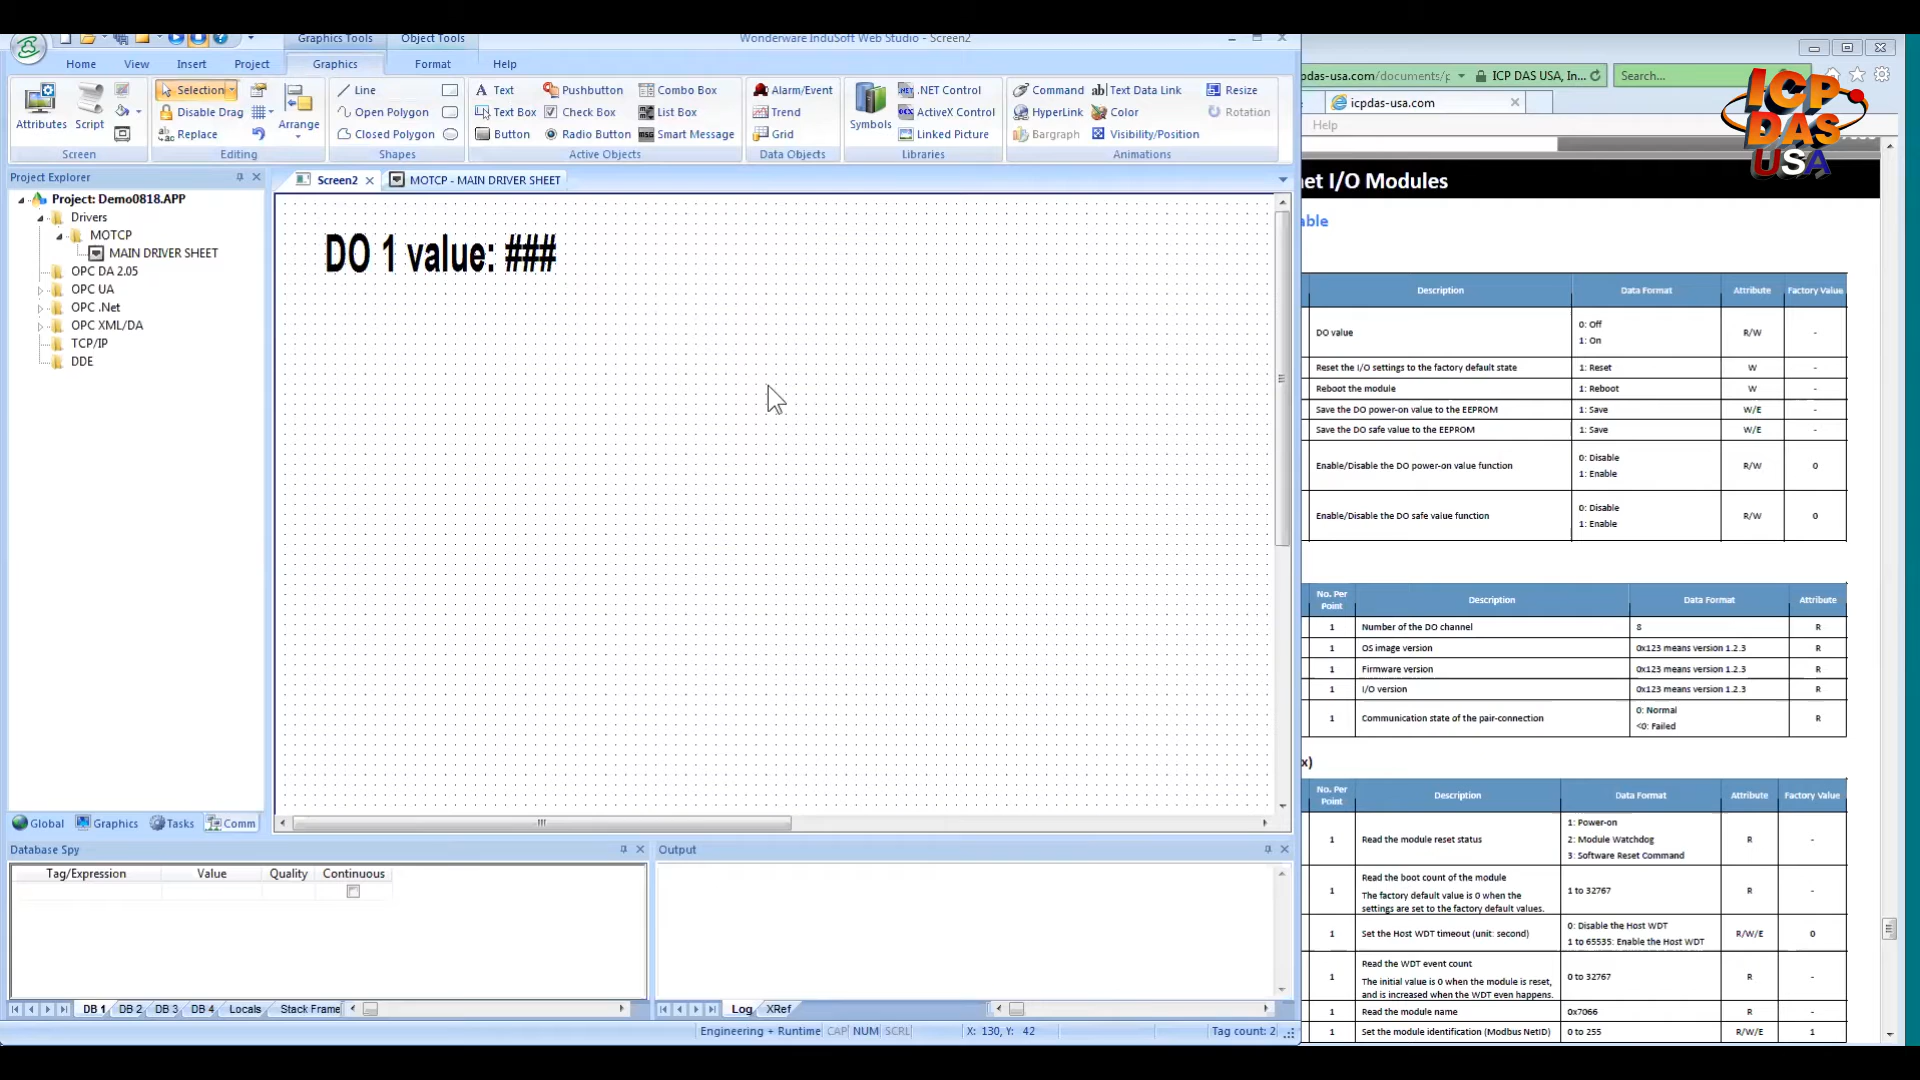 Graphics Tools
Object Tools
Wonderware InduSoft Web Studio - Screen2
Home
View
Insert
Project
Graphics
Format
Help
Attributes
Script
Screen
Selection
Disable Drag
Replace
Arrange
Editing
Line
Open Polygon
Closed Polygon
Shapes
Text
Pushbutton
Combo Box
Text Box
Check Box
List Box
Button
Radio Button
Smart Message
Active Objects
Alarm/Event
Trend
Grid
Data Objects
Symbols
.NET Control
ActiveX Control
Linked Picture
Libraries
Command
Text Data Link
Resize
HyperLink
Color
Rotation
Bargraph
Visibility/Position
Animations
Project Explorer
Project: Demo0818.APP
Drivers
MOTCP
MAIN DRIVER SHEET
OPC DA 2.05
OPC UA
OPC .Net
OPC XML/DA
TCP/IP
DDE
Global
Graphics
Tasks
Comm
Screen2
MOTCP - MAIN DRIVER SHEET
DO 1 value: ###
Database Spy
Tag/Expression Value Quality Continuous
DB 1 DB 2 DB 3 DB 4 Locals Stack Frame
Output
Log XRef
Engineering + Runtime CAP NUM SCRL X: 130, Y: 42 Tag count: 2
pdas-usa.com/documents/p
ICP DAS USA, In...
Search...
icpdas-usa.com
Help
ICP
DAS
USA
et I/O Modules
able
Description Data Format Attribute Factory Value
DO value 0: Off R/W -
1: On
Reset the I/O settings to the factory default state 1: Reset W -
Reboot the module 1: Reboot W -
Save the DO power-on value to the EEPROM 1: Save W/E -
Save the DO safe value to the EEPROM 1: Save W/E -
Enable/Disable the DO power-on value function 0: Disable R/W 0
1: Enable
Enable/Disable the DO safe value function 0: Disable R/W 0
1: Enable
No. Per Point Description Data Format Attribute
1 Number of the DO channel 8 R
1 OS image version 0x123 means version 1.2.3 R
1 Firmware version 0x123 means version 1.2.3 R
1 I/O version 0x123 means version 1.2.3 R
1 Communication state of the pair-connection 0: Normal R
<0: Failed
x)
No. Per Point Description Data Format Attribute Factory Value
1 Read the module reset status 1: Power-on R -
2: Module Watchdog
3: Software Reset Command
1 Read the boot count of the module 1 to 32767 R -
The factory default value is 0 when the
settings are set to the factory default values.
1 Set the Host WDT timeout (unit: second) 0: Disable the Host WDT R/W/E 0
1 to 65535: Enable the Host WDT
1 Read the WDT event count 0 to 32767 R -
The initial value is 0 when the module is reset,
and is increased when the WDT even happens.
1 Read the module name 0x7066 R -
1 Set the module identification (Modbus NetID) 0 to 255 R/W/E 1